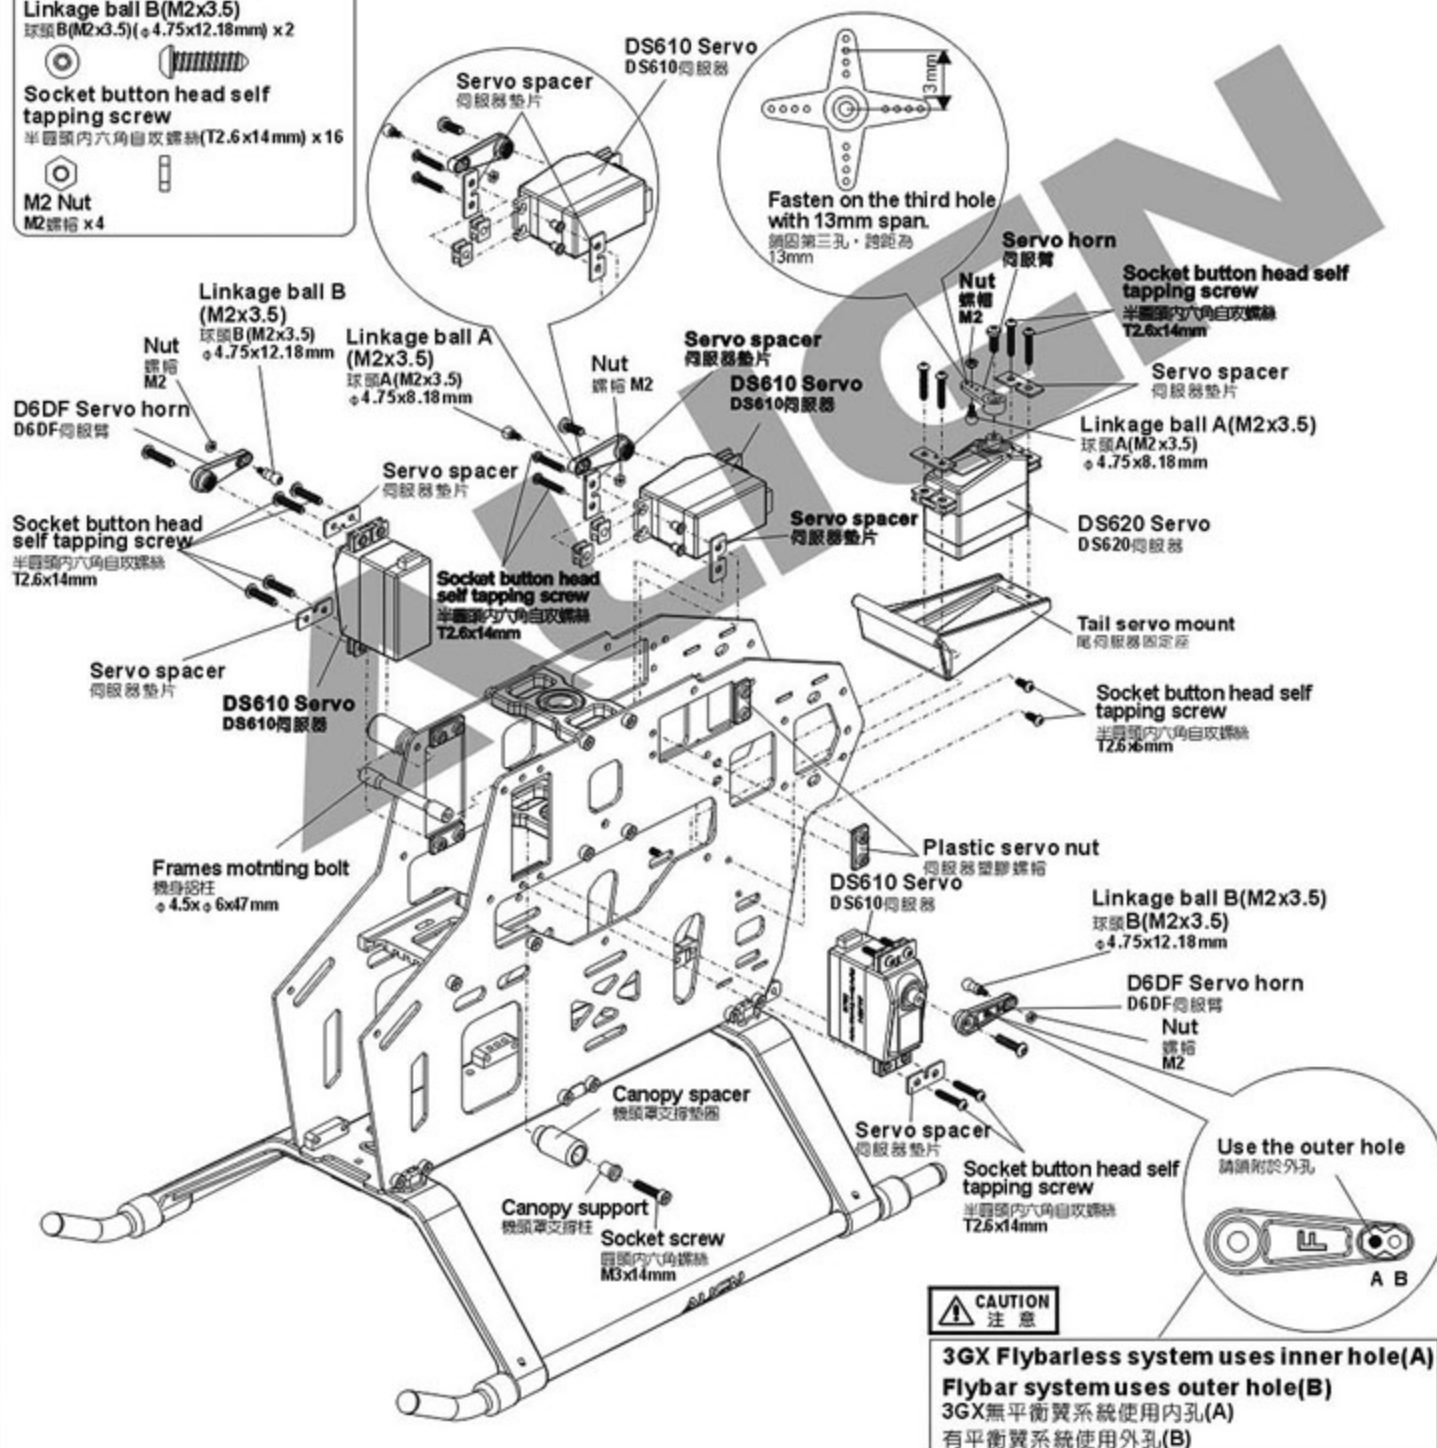 Linkage ball B(M2x3.5)
球頭B(M2x3.5)(φ4.75x12.18mm) x2
Socket button head self
tapping screw
半圓頭內六角自攻螺絲(T2.6x14mm) x16
M2 Nut
M2螺帽 x4
DS610 Servo
DS610伺服器
Servo spacer
伺服器墊片
13mm
Fasten on the third hole
with 13mm span.
鎖固第三孔，跨距為
13mm
Servo horn
伺服臂
Nut
螺帽
M2
Socket button head self
tapping screw
半圓頭內六角自攻螺絲
T2.6x14mm
Servo spacer
伺服器墊片
Linkage ball A(M2x3.5)
球頭A(M2x3.5)
φ4.75x8.18mm
DS620 Servo
DS620伺服器
Tail servo mount
尾伺服器固定座
Socket button head self
tapping screw
半圓頭內六角自攻螺絲
T2.6x6mm
Linkage ball B
(M2x3.5)
球頭B(M2x3.5)
φ4.75x12.18mm
Nut
螺帽
M2
D6DF Servo horn
D6DF伺服臂
Linkage ball A
(M2x3.5)
球頭A(M2x3.5)
φ4.75x8.18mm
Nut
螺帽 M2
Servo spacer
伺服器墊片
DS610 Servo
DS610伺服器
Servo spacer
伺服器墊片
Servo spacer
伺服器墊片
Socket button head
self tapping screw
半圓頭內六角自攻螺絲
T2.6x14mm
Socket button head
self tapping screw
半圓頭內六角自攻螺絲
T2.6x14mm
Servo spacer
伺服器墊片
DS610 Servo
DS610伺服器
Frames motnting bolt
機身鋁柱
φ4.5xφ6x47mm
Plastic servo nut
伺服器塑膠螺帽
DS610 Servo
DS610伺服器
Linkage ball B(M2x3.5)
球頭B(M2x3.5)
φ4.75x12.18mm
D6DF Servo horn
D6DF伺服臂
Nut
螺帽
M2
Canopy spacer
機頭罩支撐墊圈
Servo spacer
伺服器墊片
Socket button head self
tapping screw
半圓頭內六角自攻螺絲
T2.6x14mm
Canopy support
機頭罩支撐柱
Socket screw
圓頭內六角螺絲
M3x14mm
ALIGN
Use the outer hole
請鎖附於外孔
F
A B
CAUTION
注 意
3GX Flybarless system uses inner hole(A)
Flybar system uses outer hole(B)
3GX無平衡翼系統使用內孔(A)
有平衡翼系統使用外孔(B)
ALIGN